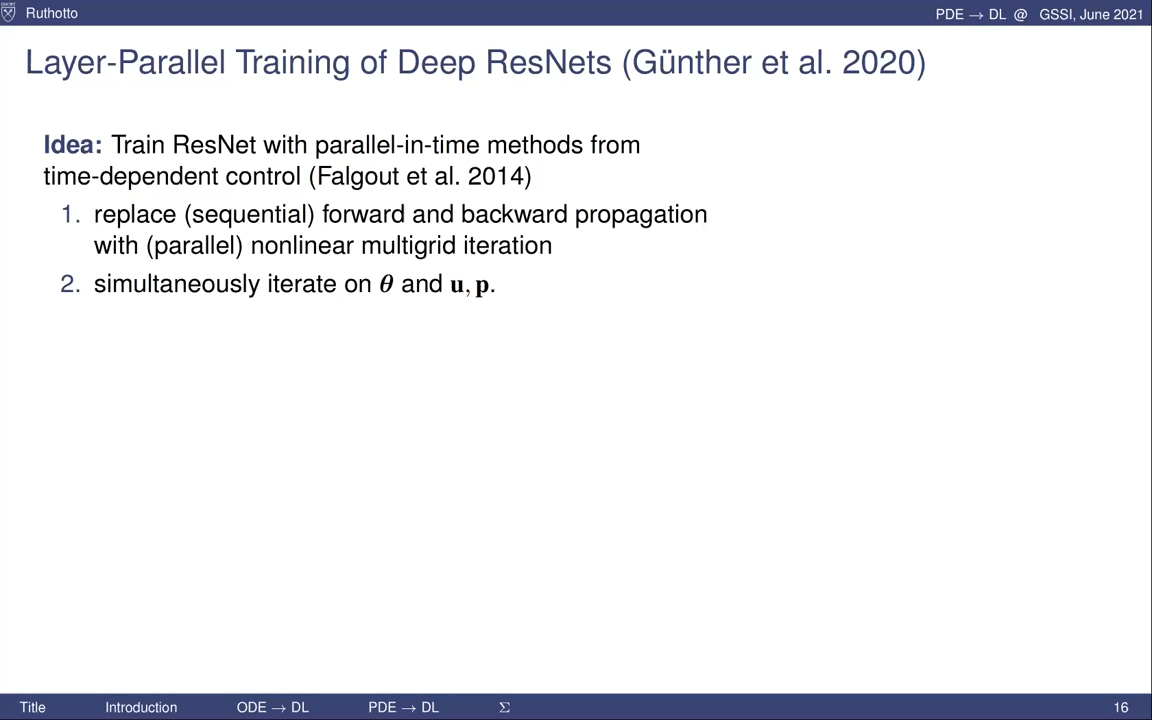 Ruthotto
PDE → DL @ GSSI, June 2021
Layer-Parallel Training of Deep ResNets (Günther et al. 2020)
Idea: Train ResNet with parallel-in-time methods from
time-dependent control (Falgout et al. 2014)
1. replace (sequential) forward and backward propagation
with (parallel) nonlinear multigrid iteration
2. simultaneously iterate on θ and u, p.
Title Introduction ODE → DL PDE → DL Σ 16